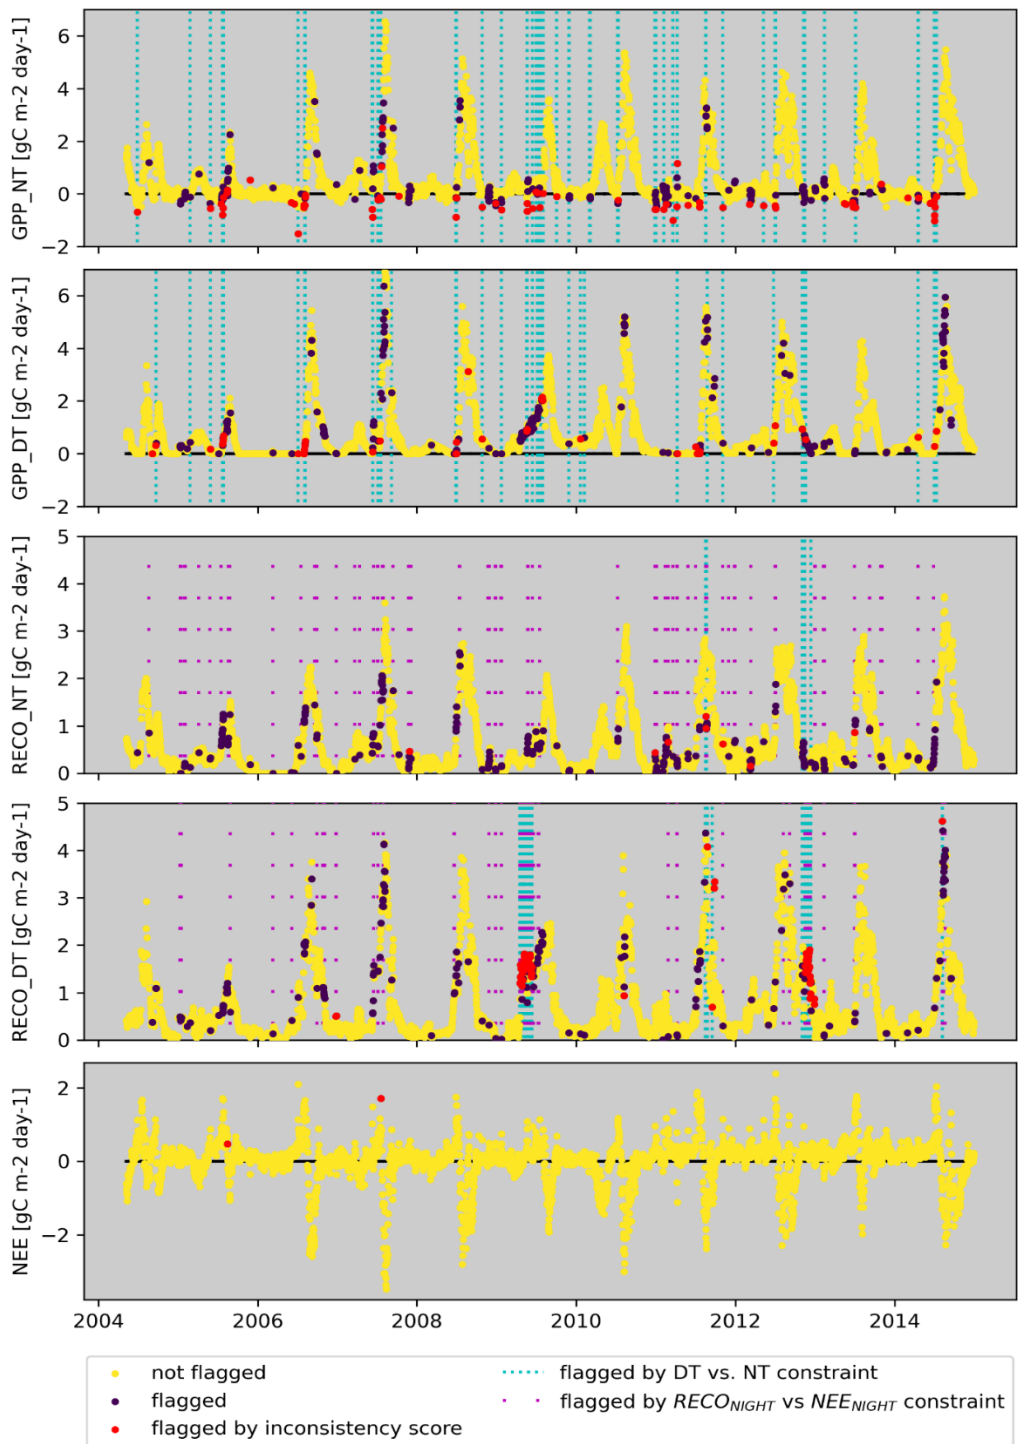 GPP_NT [gC m-2 day-1]
6
4
2
0
−2
GPP_DT [gC m-2 day-1]
6
4
2
0
−2
RECO_NT [gC m-2 day-1]
5
4
3
2
1
0
RECO_DT [gC m-2 day-1]
5
4
3
2
1
0
NEE [gC m-2 day-1]
2
0
−2
2004 2006 2008 2010 2012 2014
not flagged
flagged
flagged by inconsistency score
flagged by DT vs. NT constraint
flagged by RECO_NIGHT vs NEE_NIGHT constraint